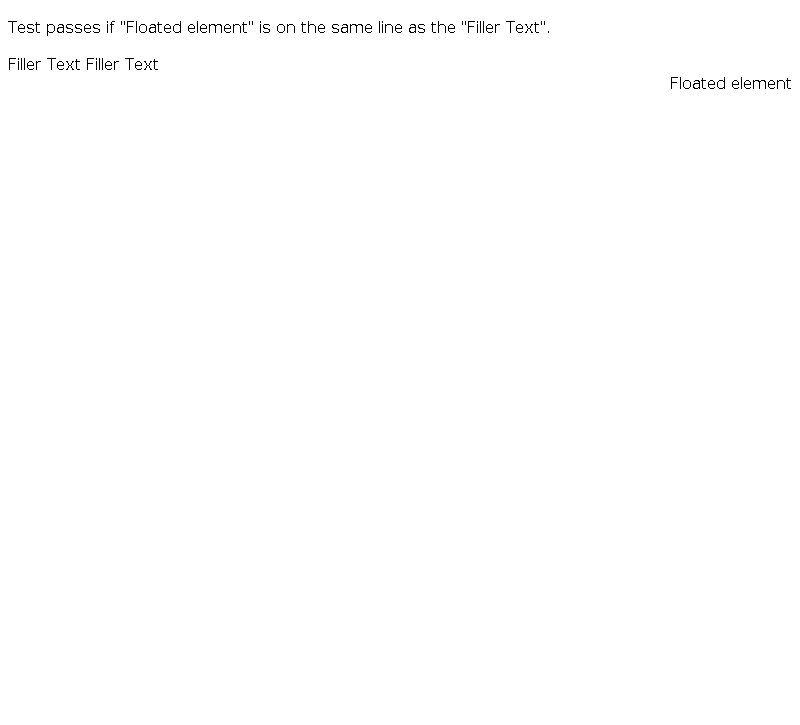 Test passes if "Floated element" is on the same line as the "Filler Text".
Filler Text Filler Text
Floated element